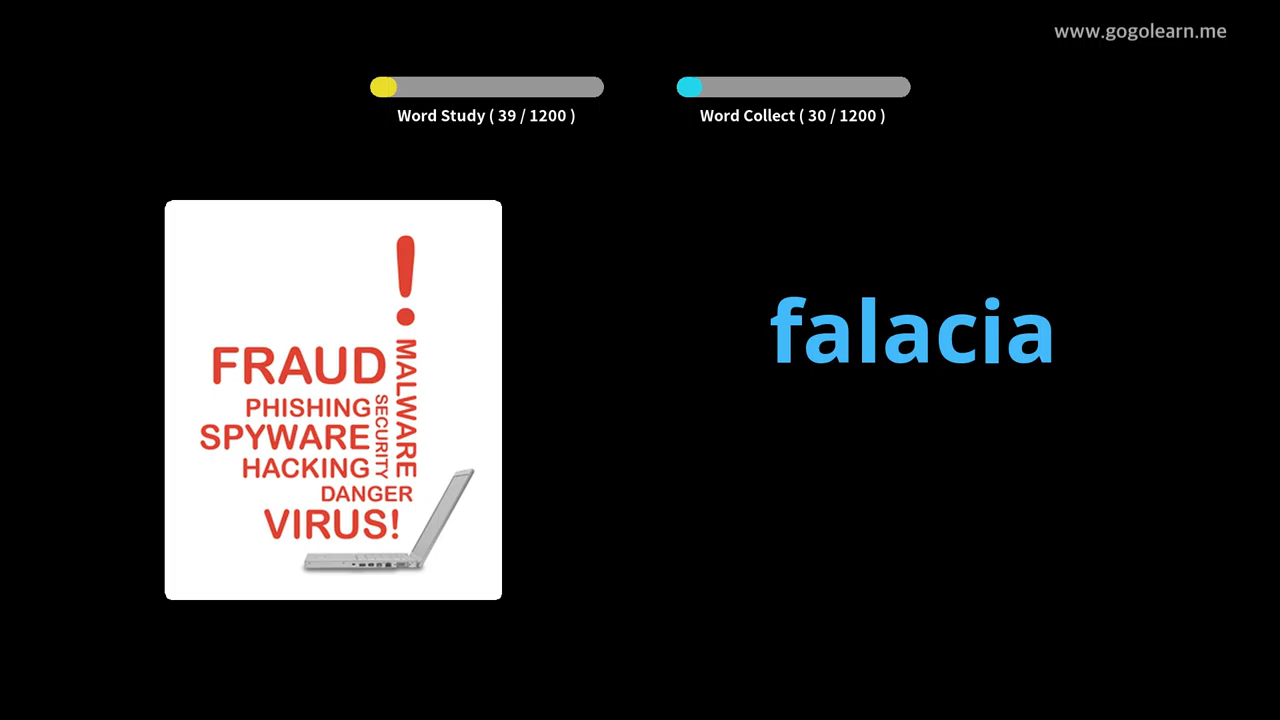 www.gogolearn.me
Word Study ( 39 / 1200 )
Word Collect ( 30 / 1200 )
!
FRAUD
MALWARE
PHISHING
SECURITY
SPYWARE
HACKING
DANGER
VIRUS!
falacia